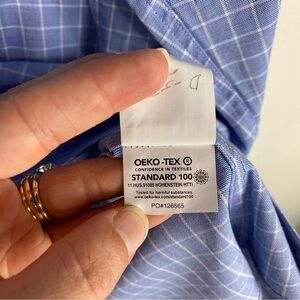 OEKO-TEX®
CONFIDENCE IN TEXTILES
STANDARD 100
11.HUS.91085 HOHENSTEIN HTTI
Tested for harmful substances.
www.oeko-tex.com/standard100
PO#126565